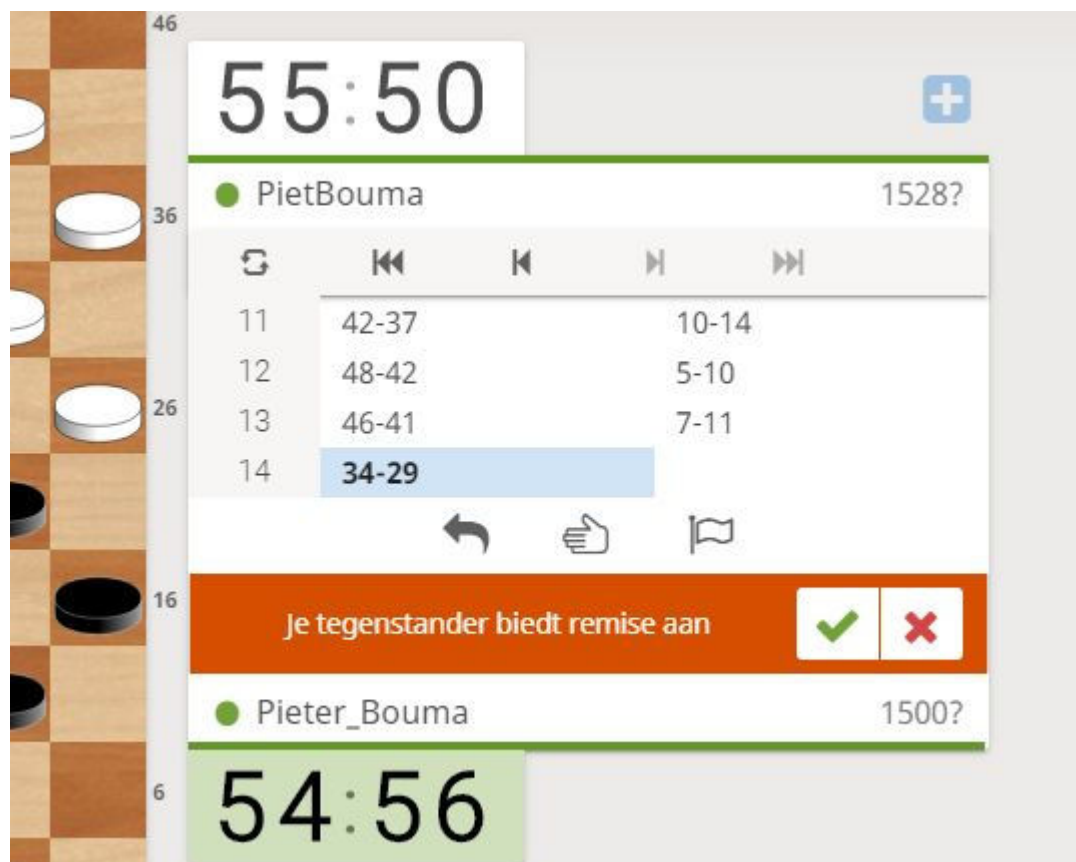 46
55:50
PietBouma 1528?
36
11 42-37 10-14
12 48-42 5-10
26
13 46-41 7-11
14 34-29
16
Je tegenstander biedt remise aan
Pieter_Bouma 1500?
6
54:56